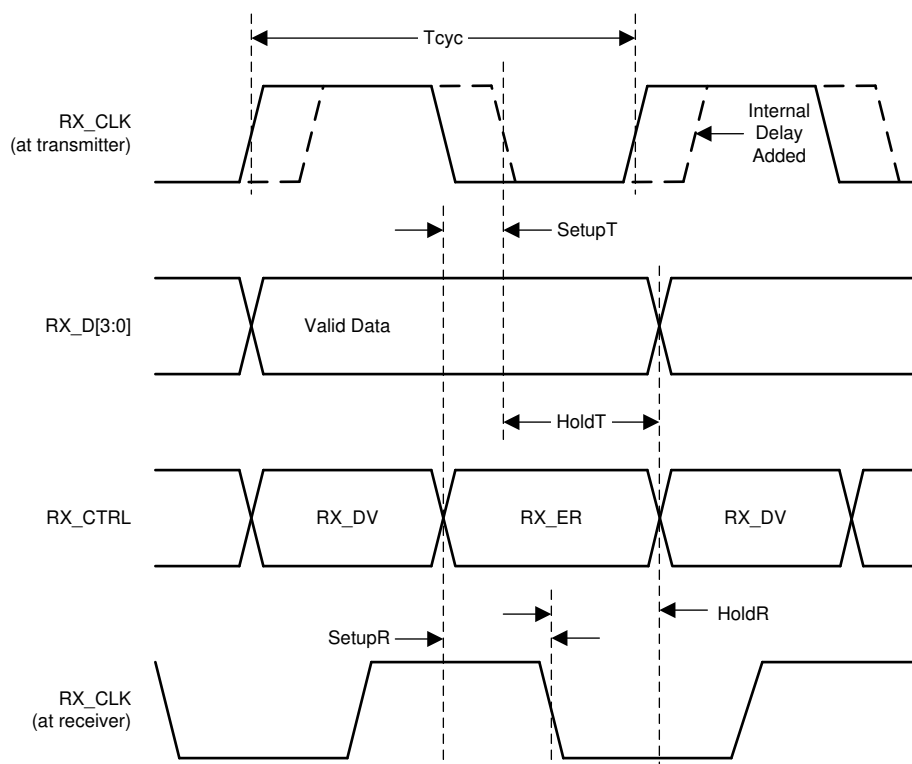 Tcyc
RX_CLK
(at transmitter)
Internal
Delay
Added
SetupT
RX_D[3:0]
Valid Data
HoldT
RX_CTRL
RX_DV
RX_ER
RX_DV
HoldR
SetupR
RX_CLK
(at receiver)